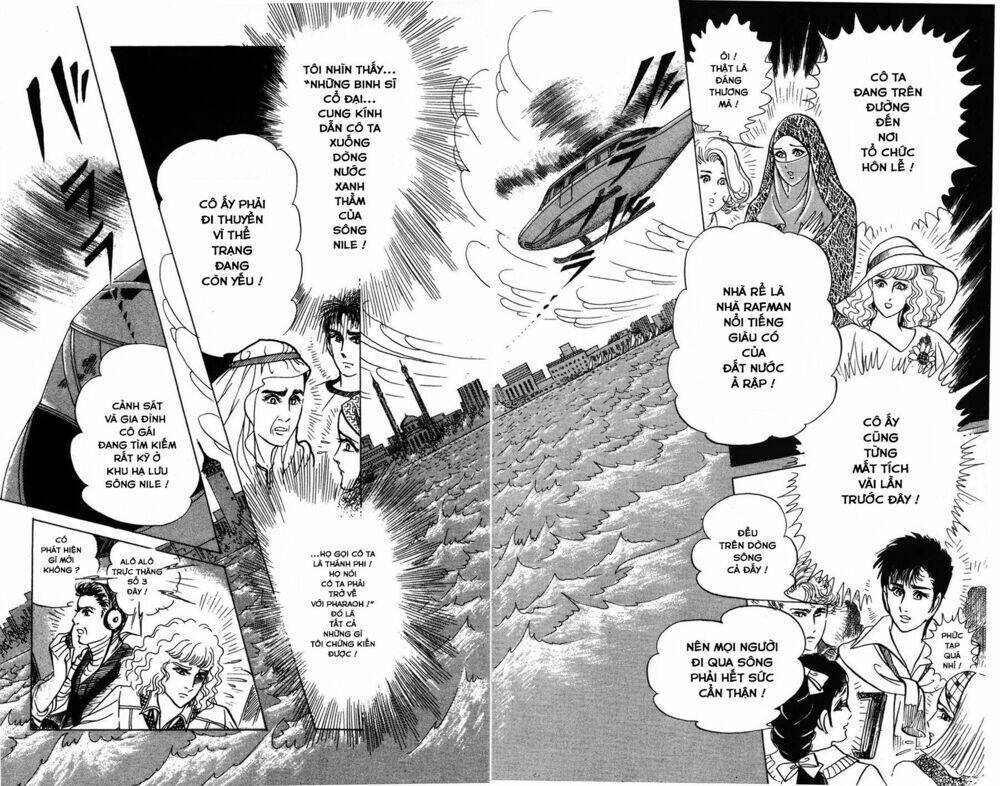 CÔ TA
ĐANG TRÊN
ĐƯỜNG
ĐẾN
NƠI
TỔ CHỨC
HÔN LỄ !
ÔI !
THẬT LÀ
ĐÁNG
THƯƠNG
MÀ !
NHÀ RỂ LÀ
NHÀ RAFMAN
NỔI TIẾNG
GIÀU CÓ
CỦA
ĐẤT NƯỚC
Ả RẬP !
CÔ ẤY
CŨNG
TỪNG
MẤT TÍCH
VÀI LẦN
TRƯỚC ĐÂY !
ĐỀU
TRÊN DÒNG
SÔNG
CẢ ĐẤY !
NÊN MỌI NGƯỜI
ĐI QUA SÔNG
PHẢI HẾT SỨC
CẨN THẬN !
PHỨC
TẠP
QUÁ
NHỈ !
TÔI NHÌN THẤY...
"NHỮNG BINH SĨ
CỔ ĐẠI...
CUNG KÍNH
DẪN CÔ TA
XUỐNG
DÒNG
NƯỚC
XANH
THẲM
CỦA
SÔNG NILE !
CÔ ẤY PHẢI
ĐI THUYỀN
VÌ THỂ
TRẠNG
ĐANG
CÒN YẾU !
...HỌ GỌI CÔ TA
LÀ THÁNH PHI !
HỌ NÓI
CÔ TA PHẢI
TRỞ VỀ
VỚI PHARAOH !"
ĐÓ LÀ
TẤT CẢ
NHỮNG GÌ
TÔI CHỨNG KIẾN
ĐƯỢC !
CẢNH SÁT
VÀ GIA ĐÌNH
CÔ GÁI
ĐANG TÌM KIẾM
RẤT KỸ Ở
KHU HẠ LƯU
SÔNG NILE !
ALÔ ALÔ
TRỰC THĂNG
SỐ 3
ĐÂY !
CÓ
PHÁT HIỆN
GÌ MỚI
KHÔNG ?